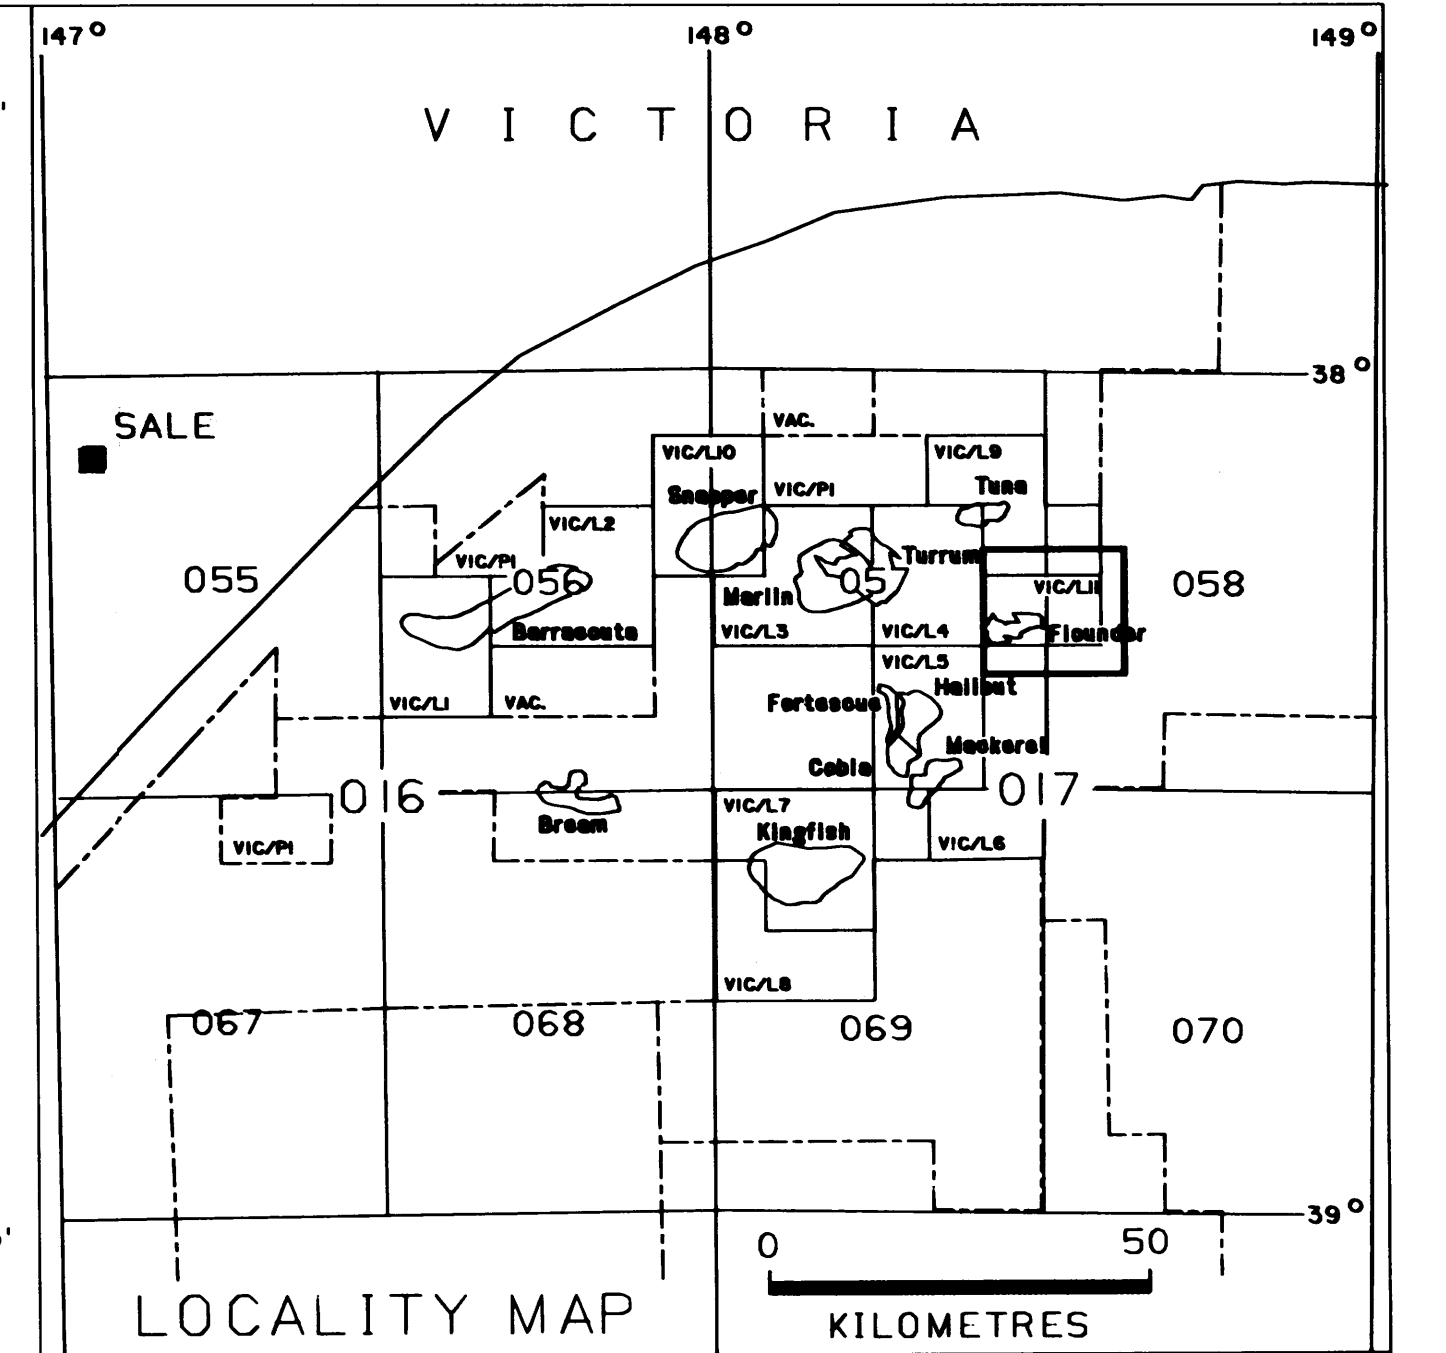 147° 148° 149°
VICTORIA
38°
SALE
VAC.
VIC/L10 VIC/L9
Snapper VIC/P1 Tuna
VIC/L2
VIC/P1 Turrum
055 056 05 058
Marlin VIC/L11
Barracouta VIC/L3 VIC/L4 Flounder
VIC/L5
VIC/L1 VAC. Fortescue Halibut
Mackerel
Cobia
016 017
VIC/L7
Bream Kingfish
VIC/P1 VIC/L6
VIC/L8
067 068 069 070
39°
0 50
LOCALITY MAP KILOMETRES